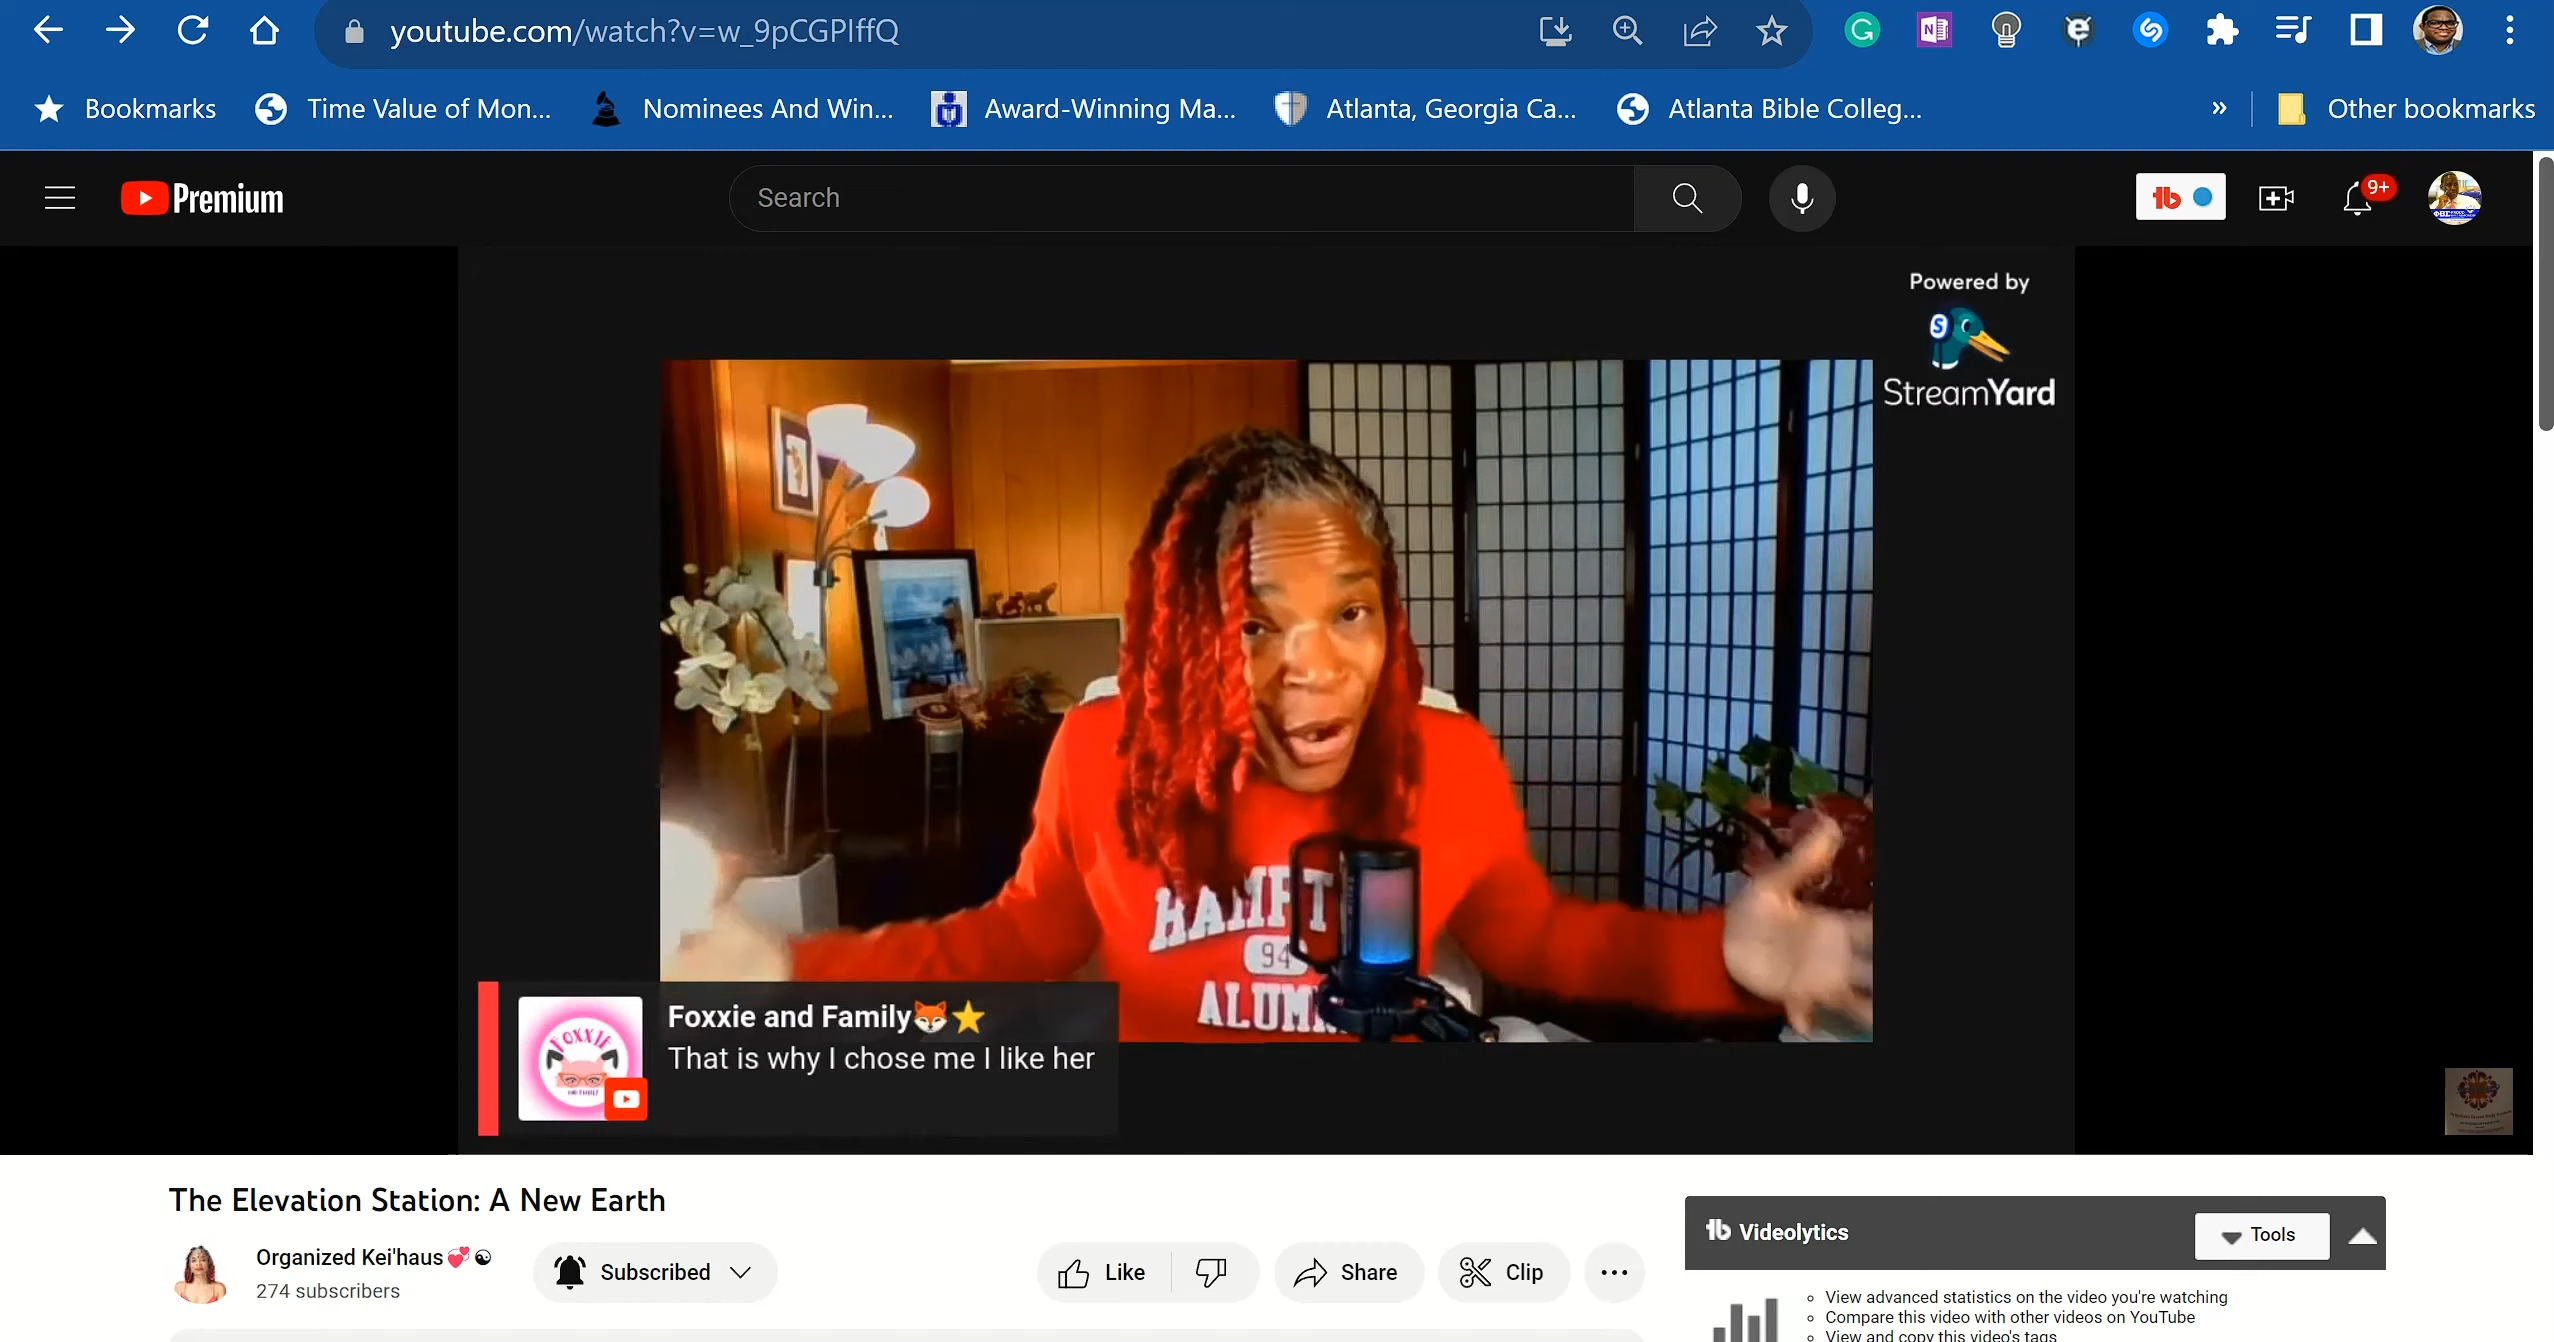 youtube.com/watch?v=w_9pCGPIffQ
Bookmarks
Time Value of Mon...
Nominees And Win...
Award-Winning Ma...
Atlanta, Georgia Ca...
Atlanta Bible Colleg...
»
Other bookmarks
Premium
Search
9+
Powered by
StreamYard
94
Foxxie and Family🦊⭐
That is why I chose me I like her
FOXXIE
The Elevation Station: A New Earth
Organized Kei'haus💞☯
274 subscribers
Subscribed
Like
Share
Clip
tb Videolytics
Tools
View advanced statistics on the video you're watching
Compare this video with other videos on YouTube
View and copy this video's tags